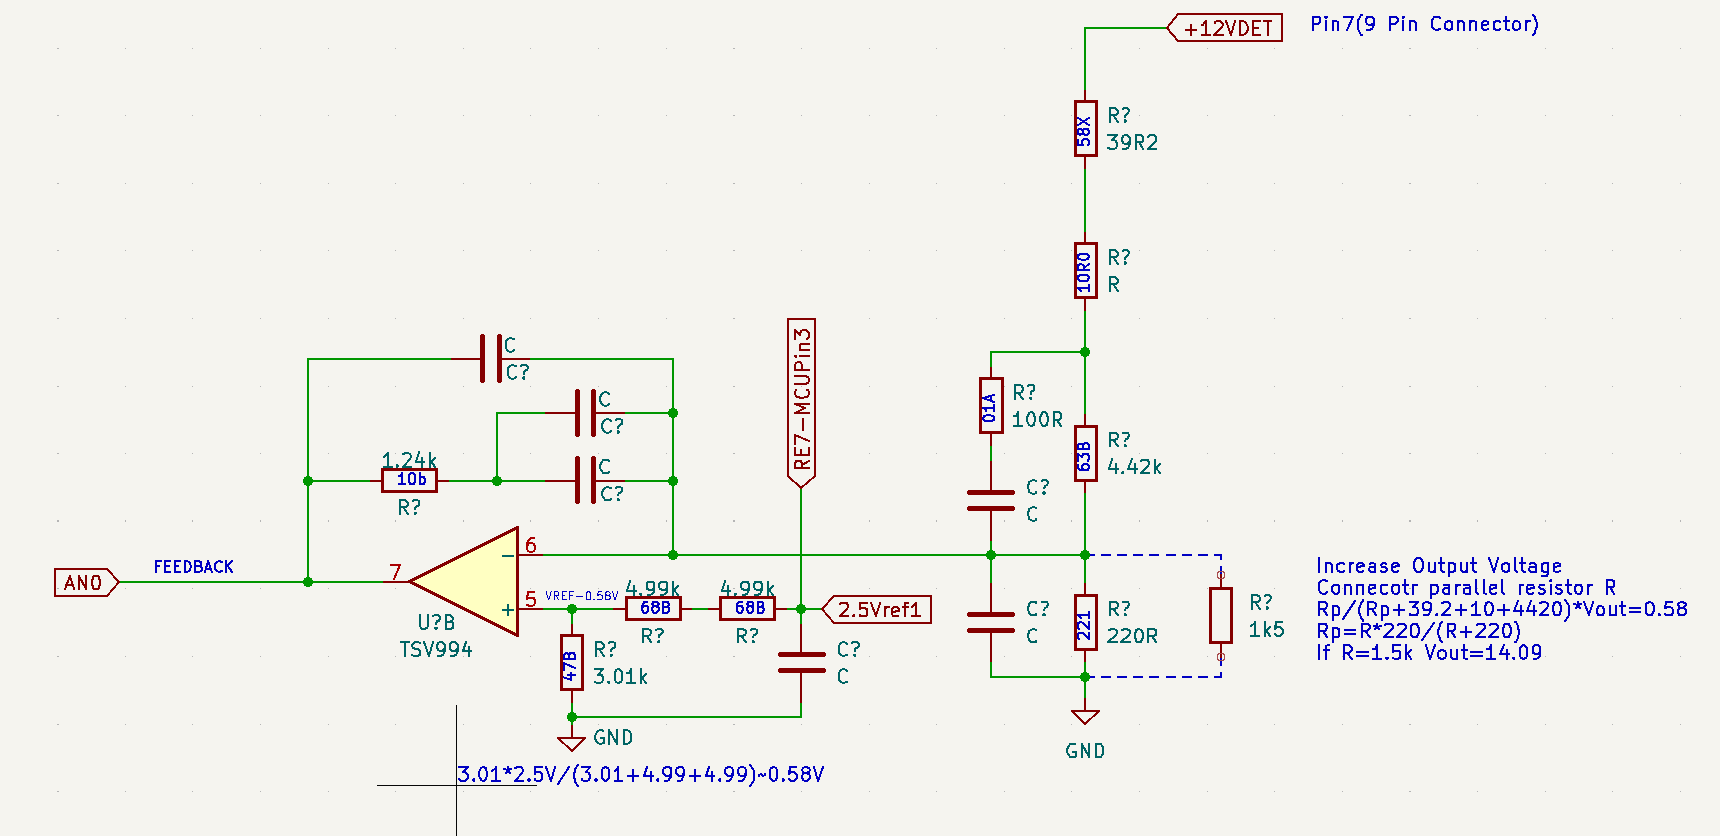 +12VDET
Pin7(9 Pin Connector)
58X
R?
39R2
10R0
R?
R
RE7-MCUPin3
C
C?
C
C?
C
C?
1.24k
10b
R?
01A
R?
100R
63B
R?
4.42k
C?
C
FEEDBACK
AN0
7
6
5
-
+
U?B
TSV994
VREF-0.58V
4.99k
68B
R?
4.99k
68B
R?
2.5Vref1
47B
R?
3.01k
C?
C
GND
3.01*2.5V/(3.01+4.99+4.99)~0.58V
C?
C
221
R?
220R
R?
1k5
GND
Increase Output Voltage
Connecotr parallel resistor R
Rp/(Rp+39.2+10+4420)*Vout=0.58
Rp=R*220/(R+220)
If R=1.5k Vout=14.09